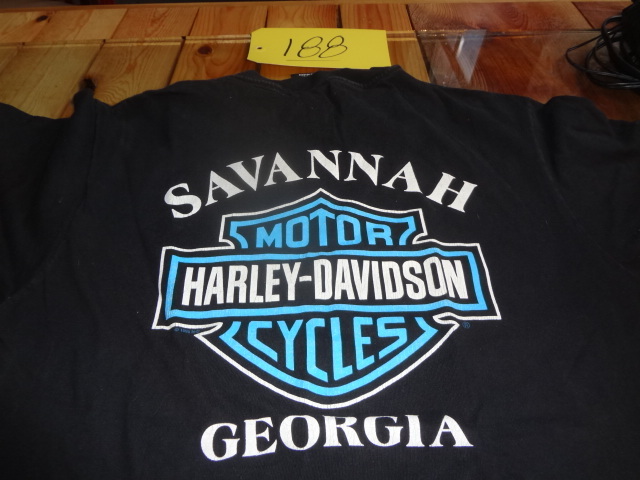 188
SAVANNAH
MOTOR
HARLEY-DAVIDSON
CYCLES
®
GEORGIA